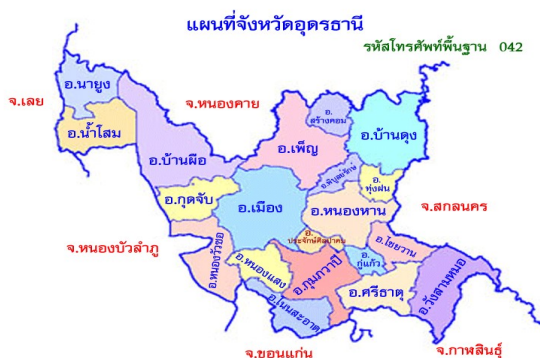 แผนที่จังหวัดอุดรธานี
รหัสโทรศัพท์พื้นฐาน 042
อ.นายูง
จ.เลย
จ.หนองคาย
อ.น้ำโสม
อ.บ้านผือ
อ.เพ็ญ
อ.
สร้างคอม
อ.บ้านดุง
อ.พิบูลย์รักษ์
อ.
ทุ่งฝน
อ.กุดจับ
อ.เมือง
อ.หนองหาน
จ.สกลนคร
อ.
ประจักษ์ศิลปาคม
อ.ไชยวาน
จ.หนองบัวลำภู
อ.หนองวัวซอ
อ.หนองแสง
อ.กุมภวาปี
อ.
กู่แก้ว
อ.ศรีธาตุ
อ.วังสามหมอ
อ.โนนสะอาด
จ.ขอนแก่น
จ.กาฬสินธุ์